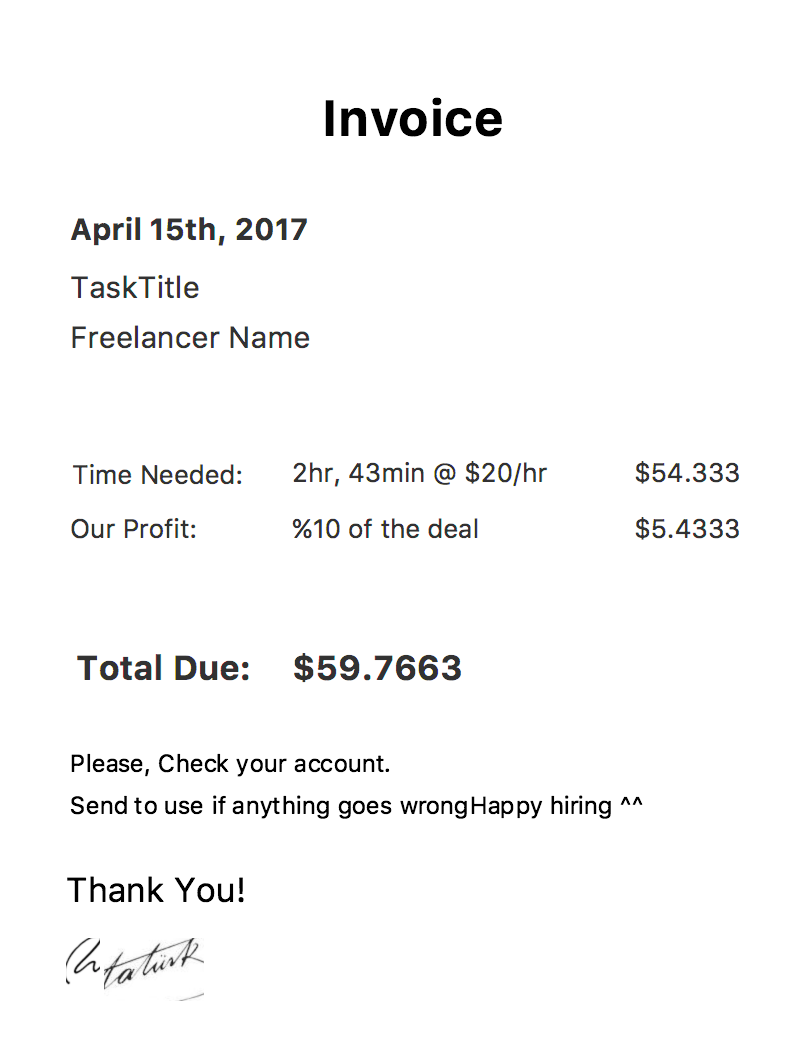 Invoice
April 15th, 2017
TaskTitle
Freelancer Name
Time Needed: 2hr, 43min @ $20/hr $54.333
Our Profit: %10 of the deal $5.4333
Total Due: $59.7663
Please, Check your account.
Send to use if anything goes wrongHappy hiring ^^
Thank You!